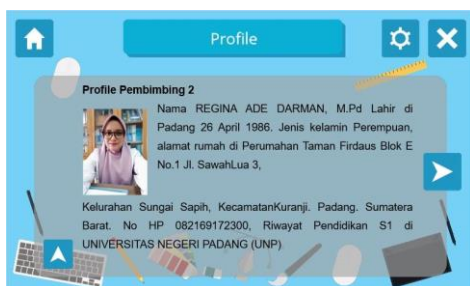 Profile
Profile Pembimbing 2
Nama REGINA ADE DARMAN, M.Pd Lahir di
Padang 26 April 1986. Jenis kelamin Perempuan,
alamat rumah di Perumahan Taman Firdaus Blok E
No.1 Jl. SawahLua 3,
Kelurahan Sungai Sapih, KecamatanKuranji. Padang. Sumatera
Barat. No HP 082169172300, Riwayat Pendidikan S1 di
UNIVERSITAS NEGERI PADANG (UNP)